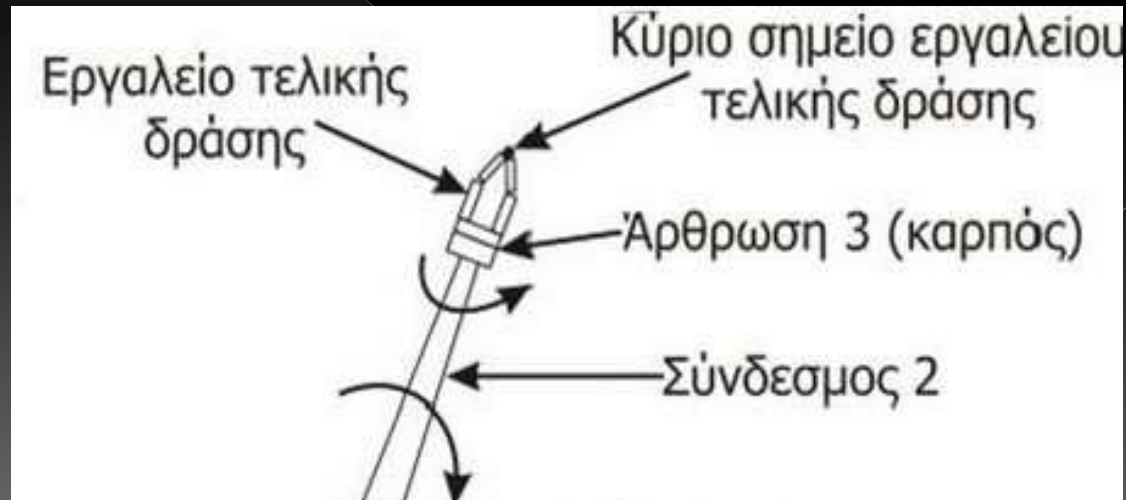 Κύριο σημείο εργαλείου
τελικής δράσης
Εργαλείο τελικής
δράσης
Άρθρωση 3 (καρπός)
Σύνδεσμος 2